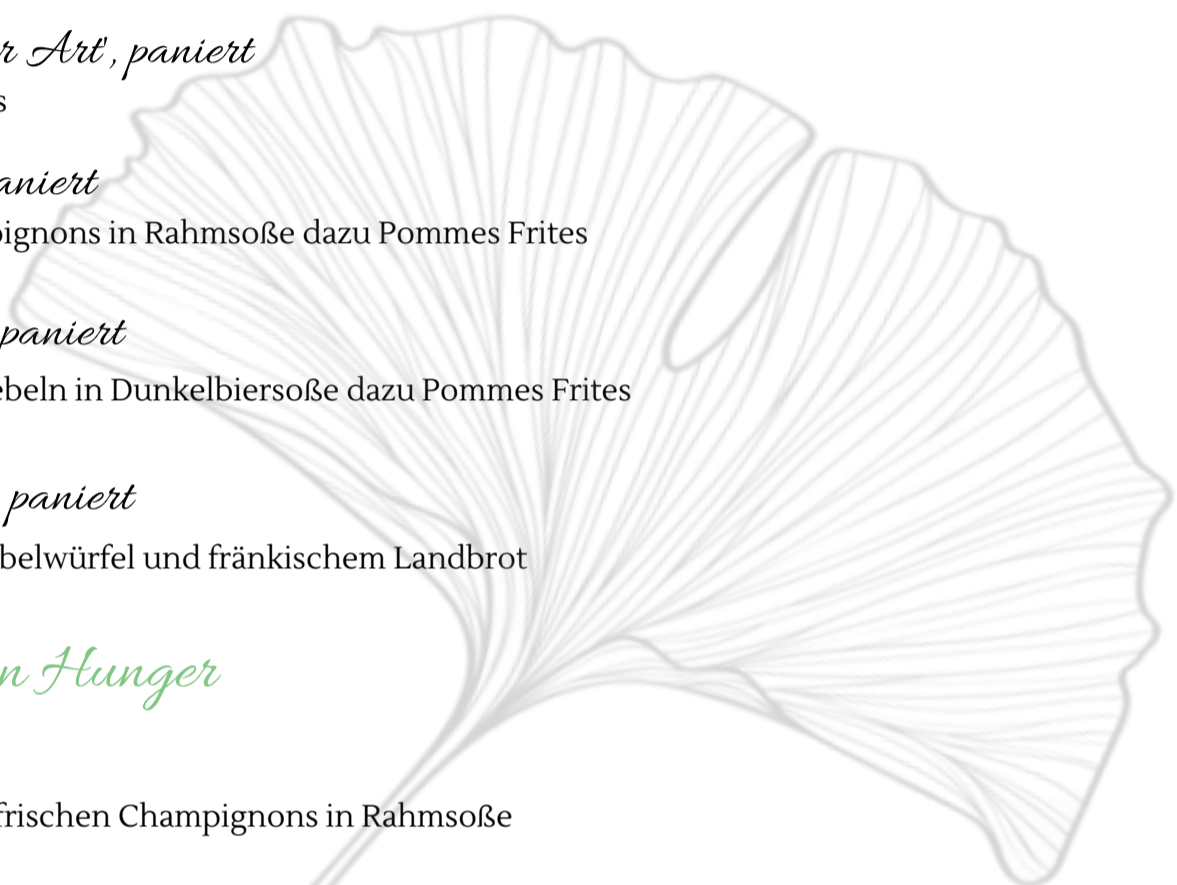 r Art', paniert
s
aniert
pignons in Rahmsoße dazu Pommes Frites
paniert
ebeln in Dunkelbiersoße dazu Pommes Frites
paniert
belwürfel und fränkischem Landbrot
n Hunger
frischen Champignons in Rahmsoße